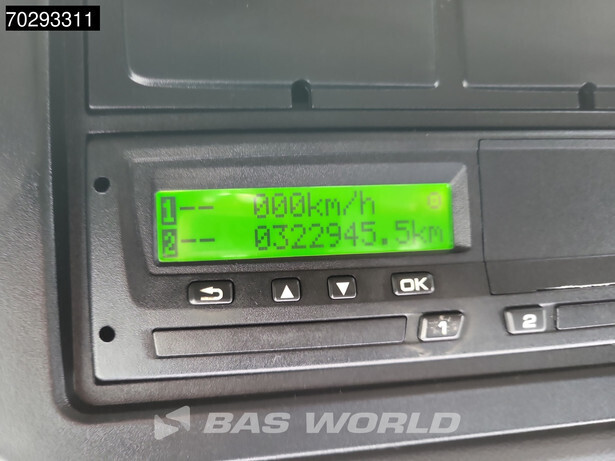 70293311
1-- 000km/h
2-- 0322945.5km
OK
1 2
BAS WORLD